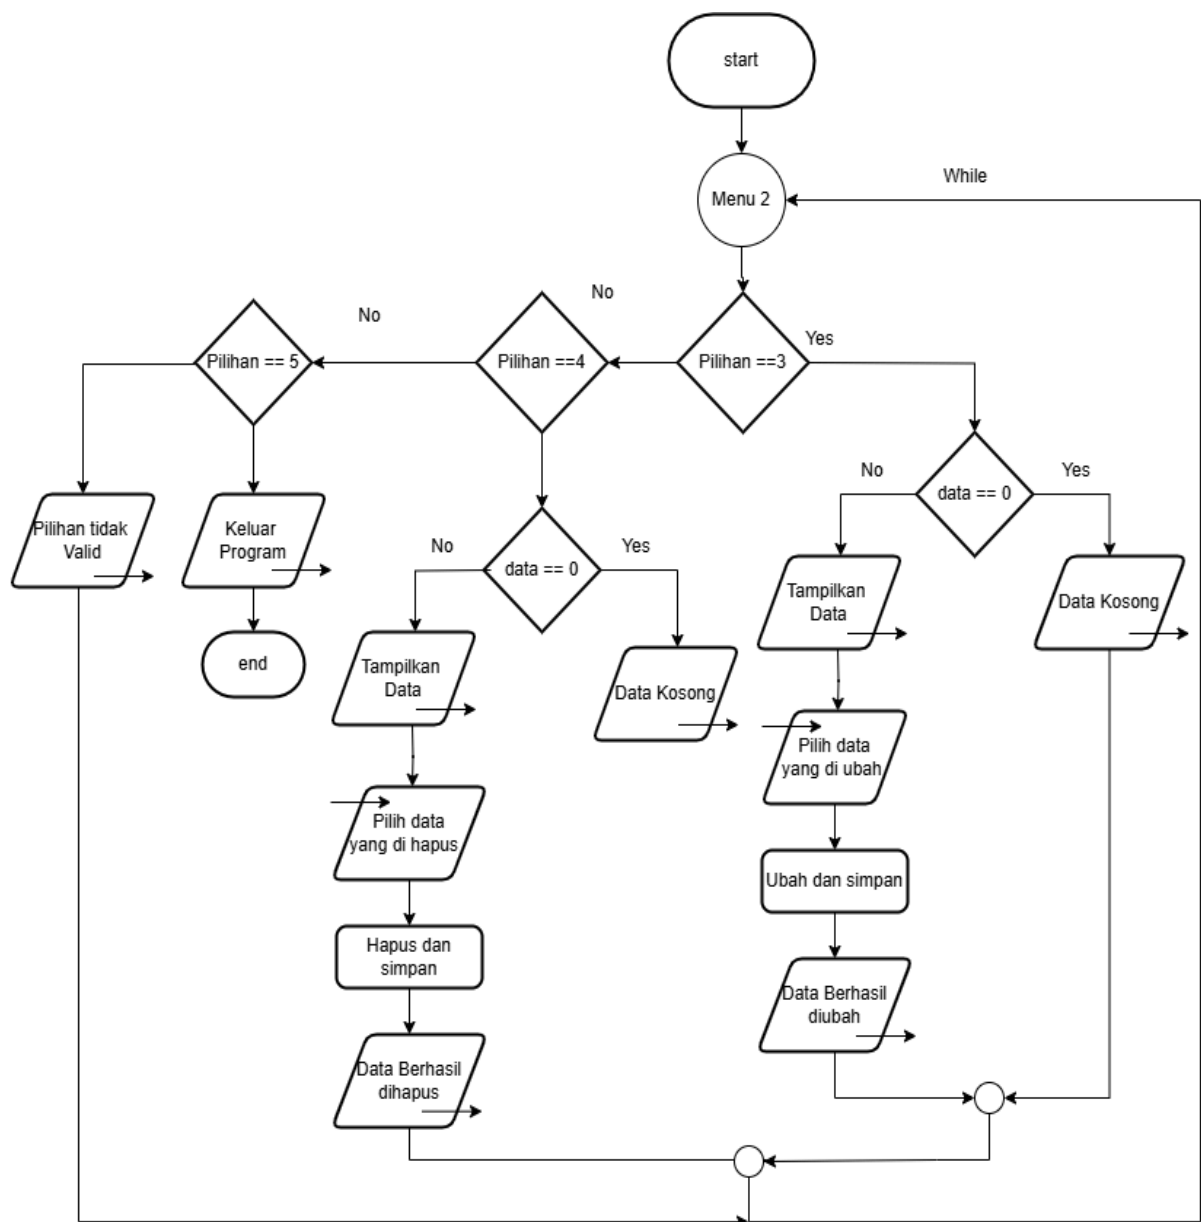 start
Menu 2
While
No
No
Yes
Pilihan == 5
Pilihan ==4
Pilihan ==3
No
Yes
data == 0
Pilihan tidak
Valid
Keluar
Program
No
Yes
data == 0
Tampilkan
Data
Data Kosong
end
Tampilkan
Data
Data Kosong
Pilih data
yang di ubah
Pilih data
yang di hapus
Ubah dan simpan
Hapus dan
simpan
Data Berhasil
diubah
Data Berhasil
dihapus